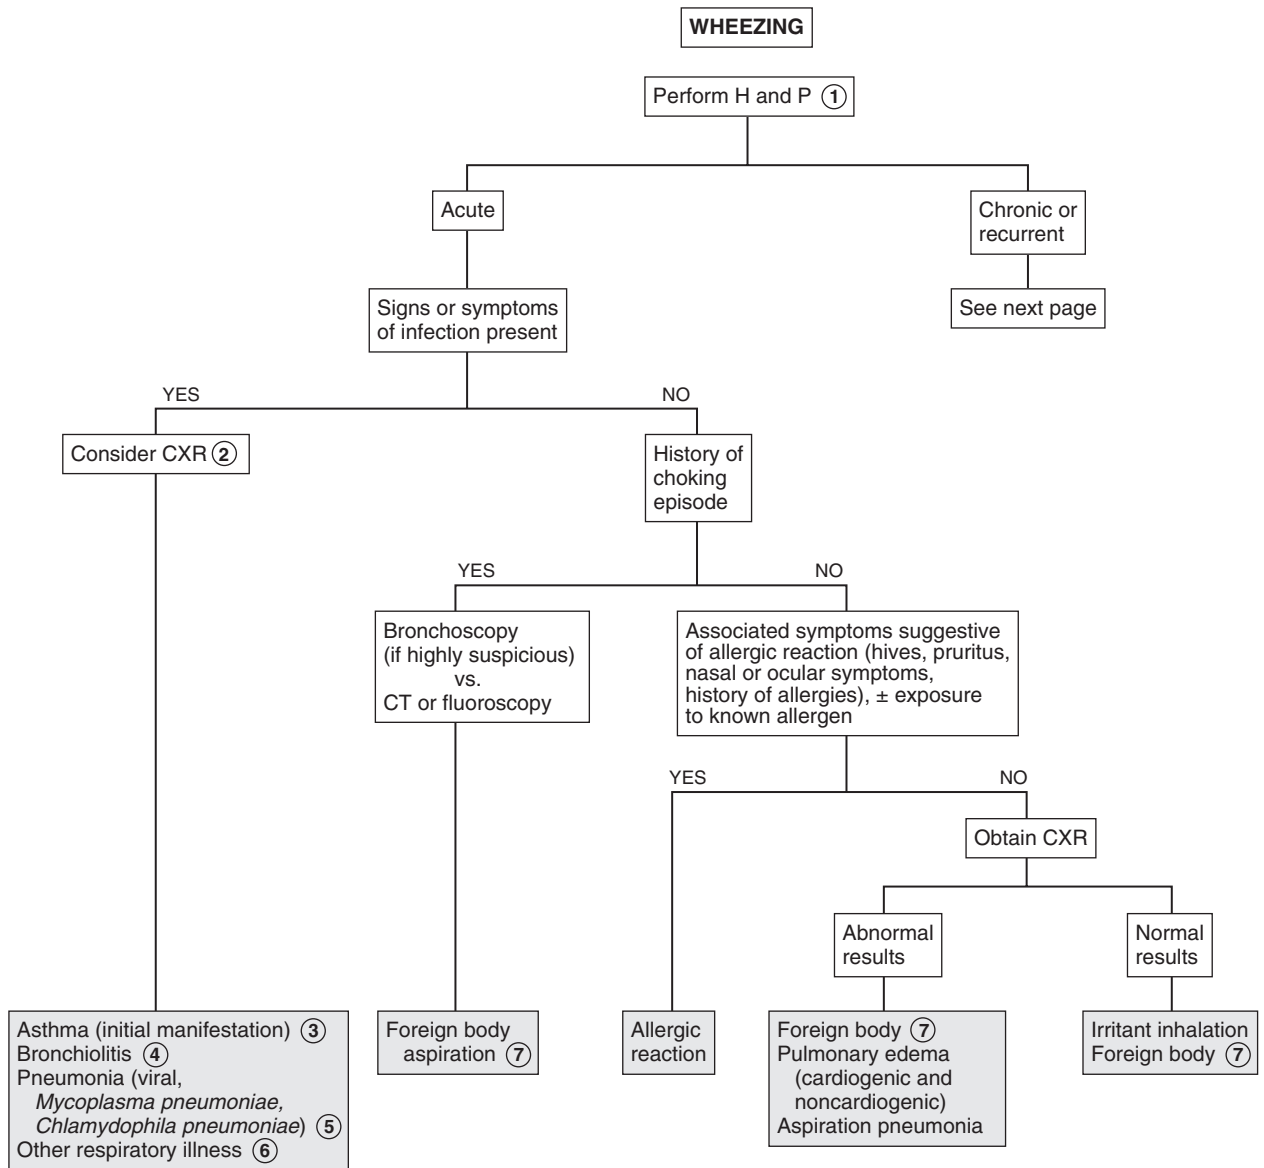 WHEEZING
Perform H and P 1
Acute
Chronic or
recurrent
See next page
Signs or symptoms
of infection present
YES
NO
Consider CXR 2
History of
choking
episode
YES
NO
Bronchoscopy
(if highly suspicious)
vs.
CT or fluoroscopy
Associated symptoms suggestive
of allergic reaction (hives, pruritus,
nasal or ocular symptoms,
history of allergies), ± exposure
to known allergen
YES
NO
Obtain CXR
Abnormal
results
Normal
results
Asthma (initial manifestation) 3
Bronchiolitis 4
Pneumonia (viral,
Mycoplasma pneumoniae,
Chlamydophila pneumoniae) 5
Other respiratory illness 6
Foreign body
aspiration 7
Allergic
reaction
Foreign body 7
Pulmonary edema
(cardiogenic and
noncardiogenic)
Aspiration pneumonia
Irritant inhalation
Foreign body 7